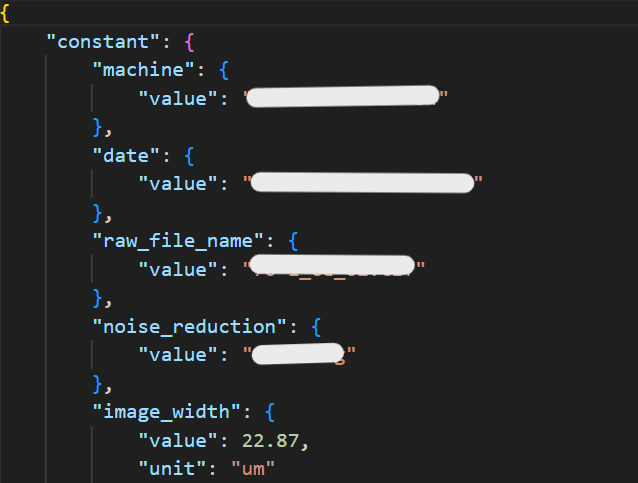 {
"constant": {
"machine": {
"value": ""
},
"date": {
"value": ""
},
"raw_file_name": {
"value": ""
},
"noise_reduction": {
"value": ""
},
"image_width": {
"value": 22.87,
"unit": "um"